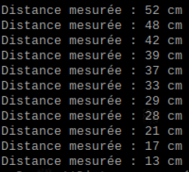 Distance mesurée : 52 cm
Distance mesurée : 48 cm
Distance mesurée : 42 cm
Distance mesurée : 39 cm
Distance mesurée : 37 cm
Distance mesurée : 33 cm
Distance mesurée : 29 cm
Distance mesurée : 28 cm
Distance mesurée : 21 cm
Distance mesurée : 17 cm
Distance mesurée : 13 cm